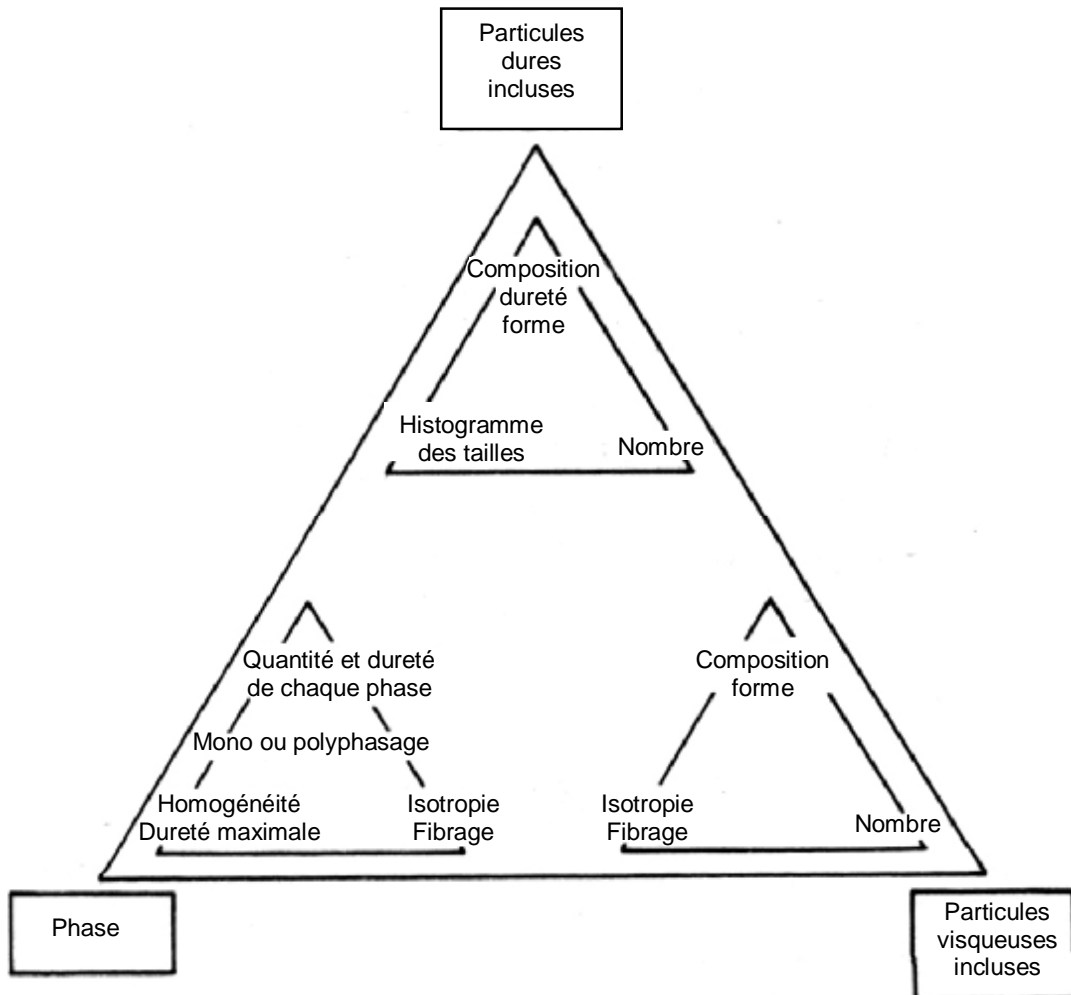 Particules
dures
incluses
Composition
dureté
forme
Histogramme
des tailles
Nombre
Quantité et dureté
de chaque phase
Mono ou polyphasage
Homogénéité
Dureté maximale
Isotropie
Fibrage
Composition
forme
Isotropie
Fibrage
Nombre
Phase
Particules
visqueuses
incluses